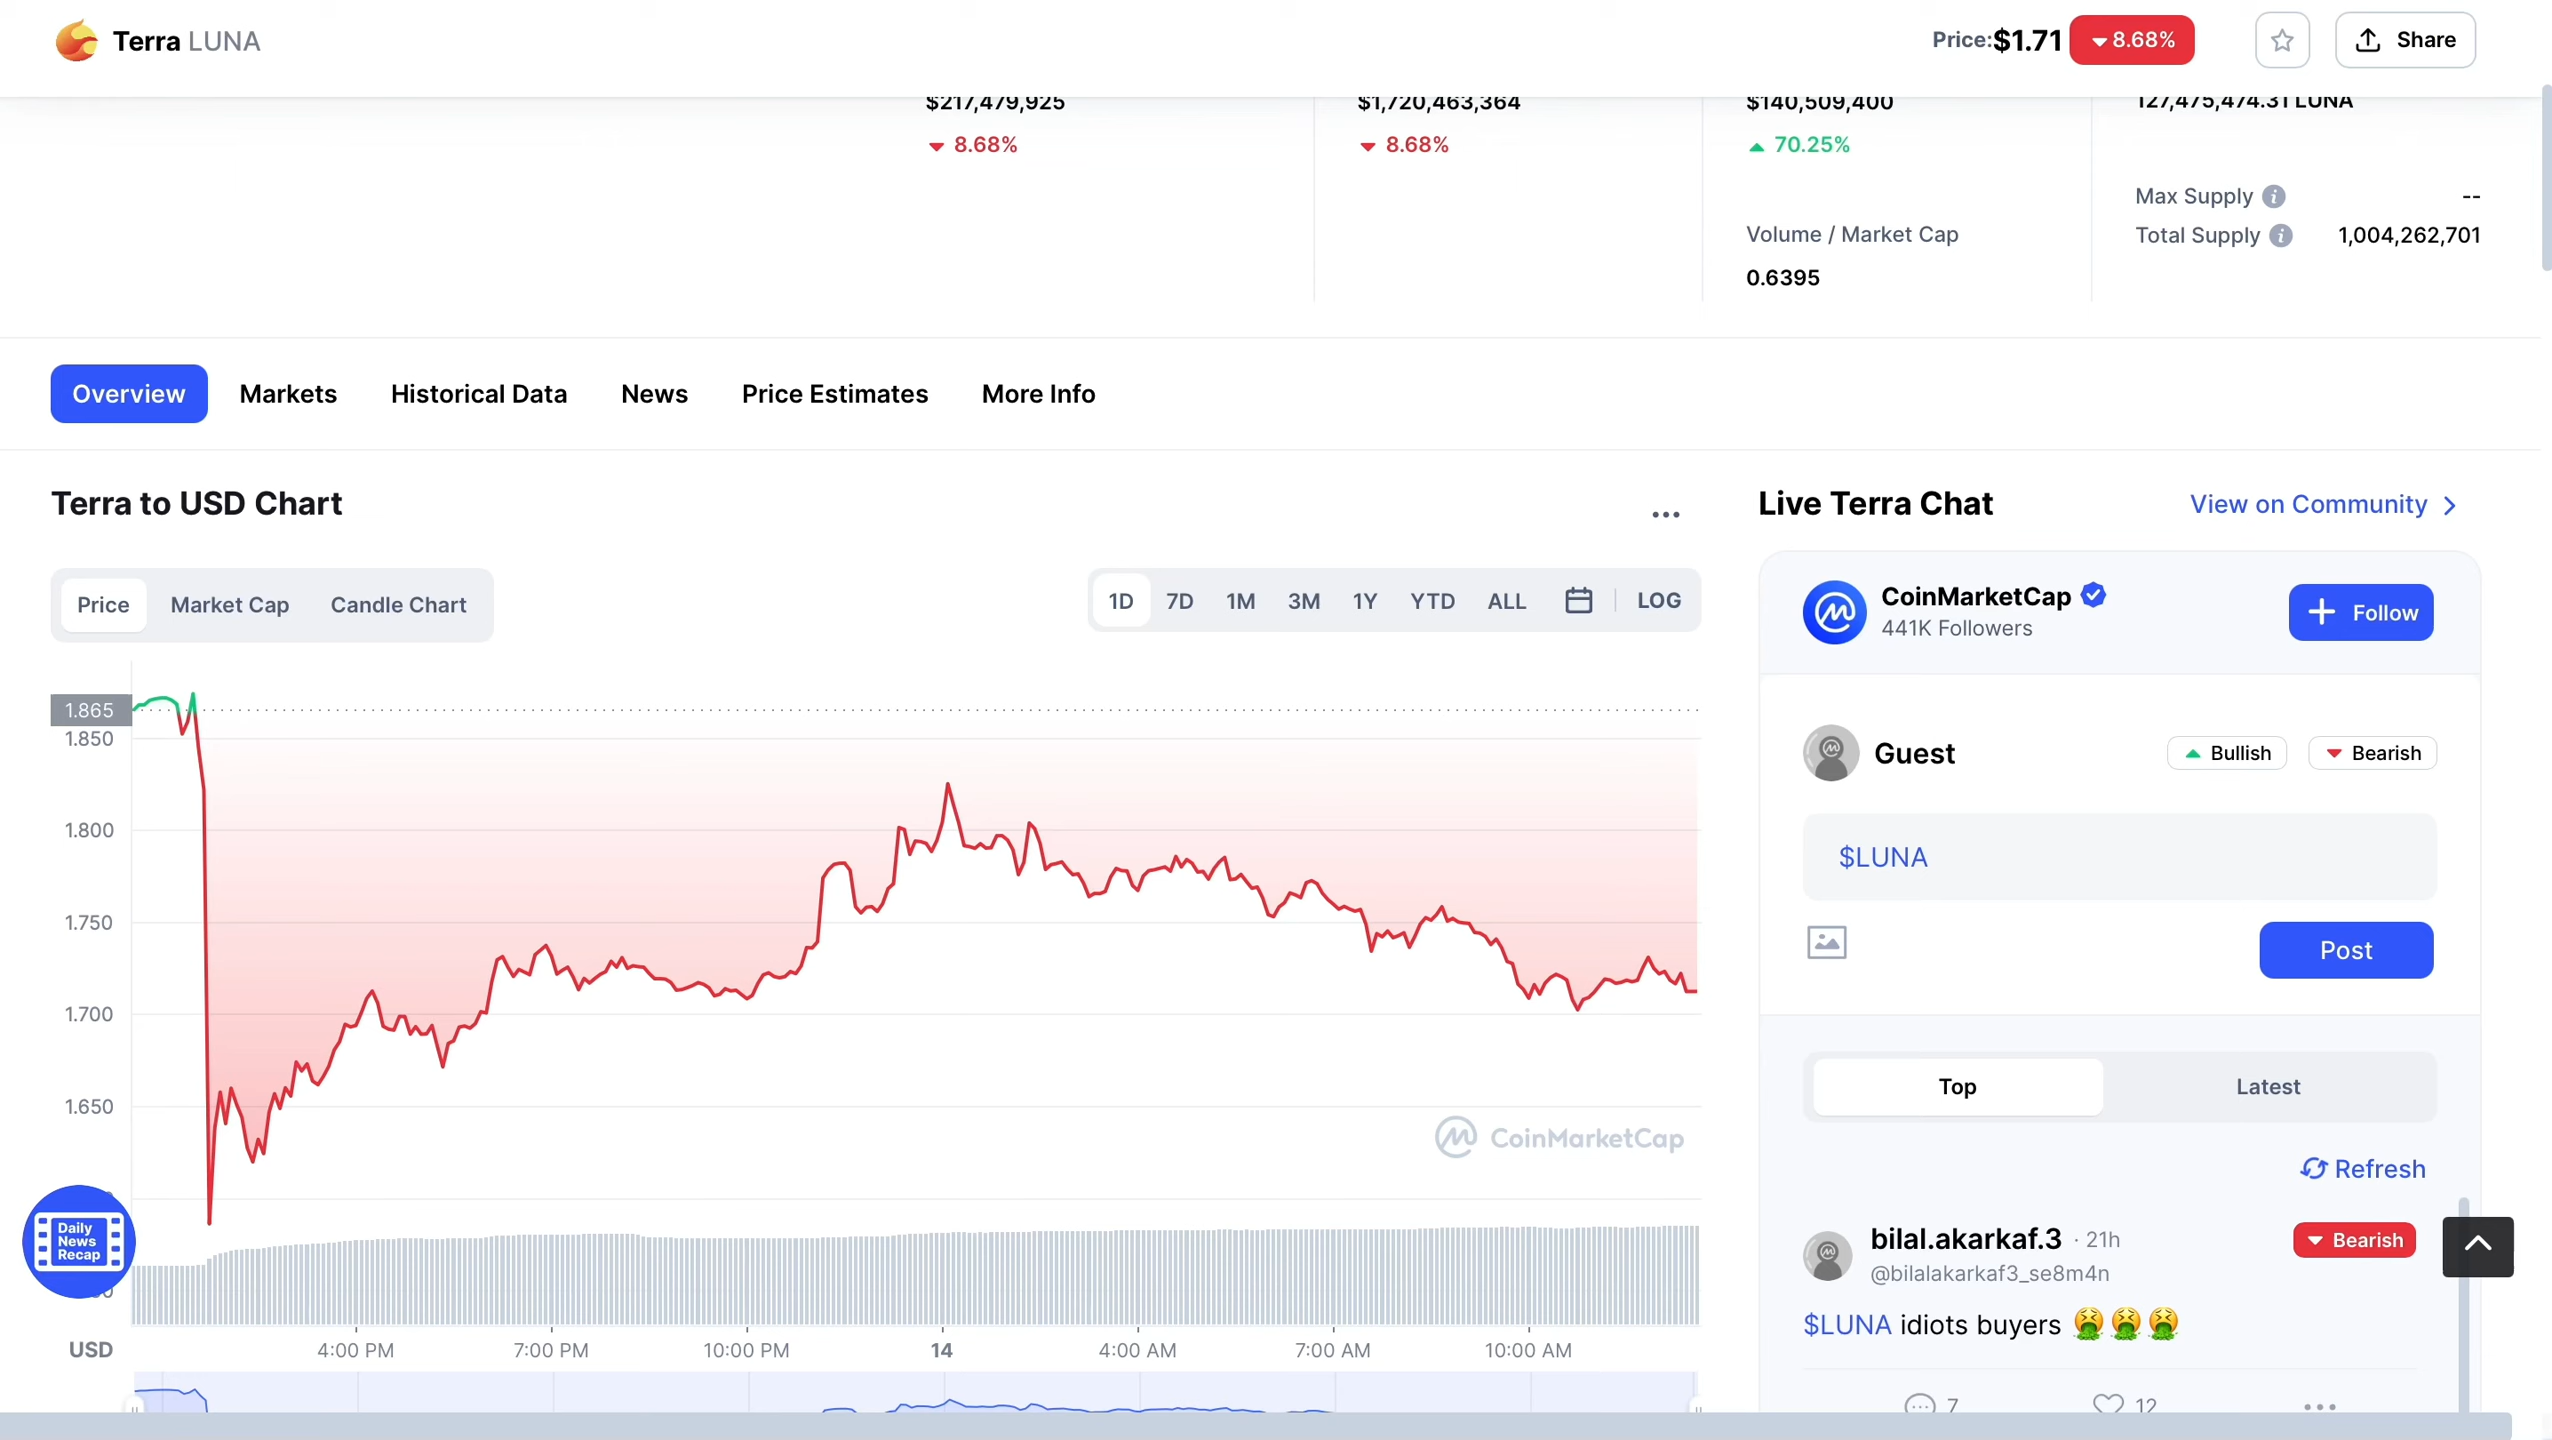 Terra LUNA
Price:$1.71 8.68%
Share
$217,479,925
8.68%
$1,720,463,364
8.68%
$140,509,400
70.25%
Volume / Market Cap
0.6395
127,475,474.31 LUNA
Max Supply --
Total Supply 1,004,262,701
Overview Markets Historical Data News Price Estimates More Info
Terra to USD Chart
...
Price Market Cap Candle Chart
1D 7D 1M 3M 1Y YTD ALL LOG
1.865
1.850
1.800
1.750
1.700
1.650
CoinMarketCap
Daily
News
Recap
USD
4:00 PM 7:00 PM 10:00 PM 14 4:00 AM 7:00 AM 10:00 AM
Live Terra Chat
View on Community
CoinMarketCap
441K Followers
+ Follow
Guest
Bullish Bearish
$LUNA
Post
Top Latest
Refresh
bilal.akarkaf.3 · 21h
Bearish
@bilalakarkaf3_se8m4n
$LUNA idiots buyers 🤮🤮🤮
7 12 ...